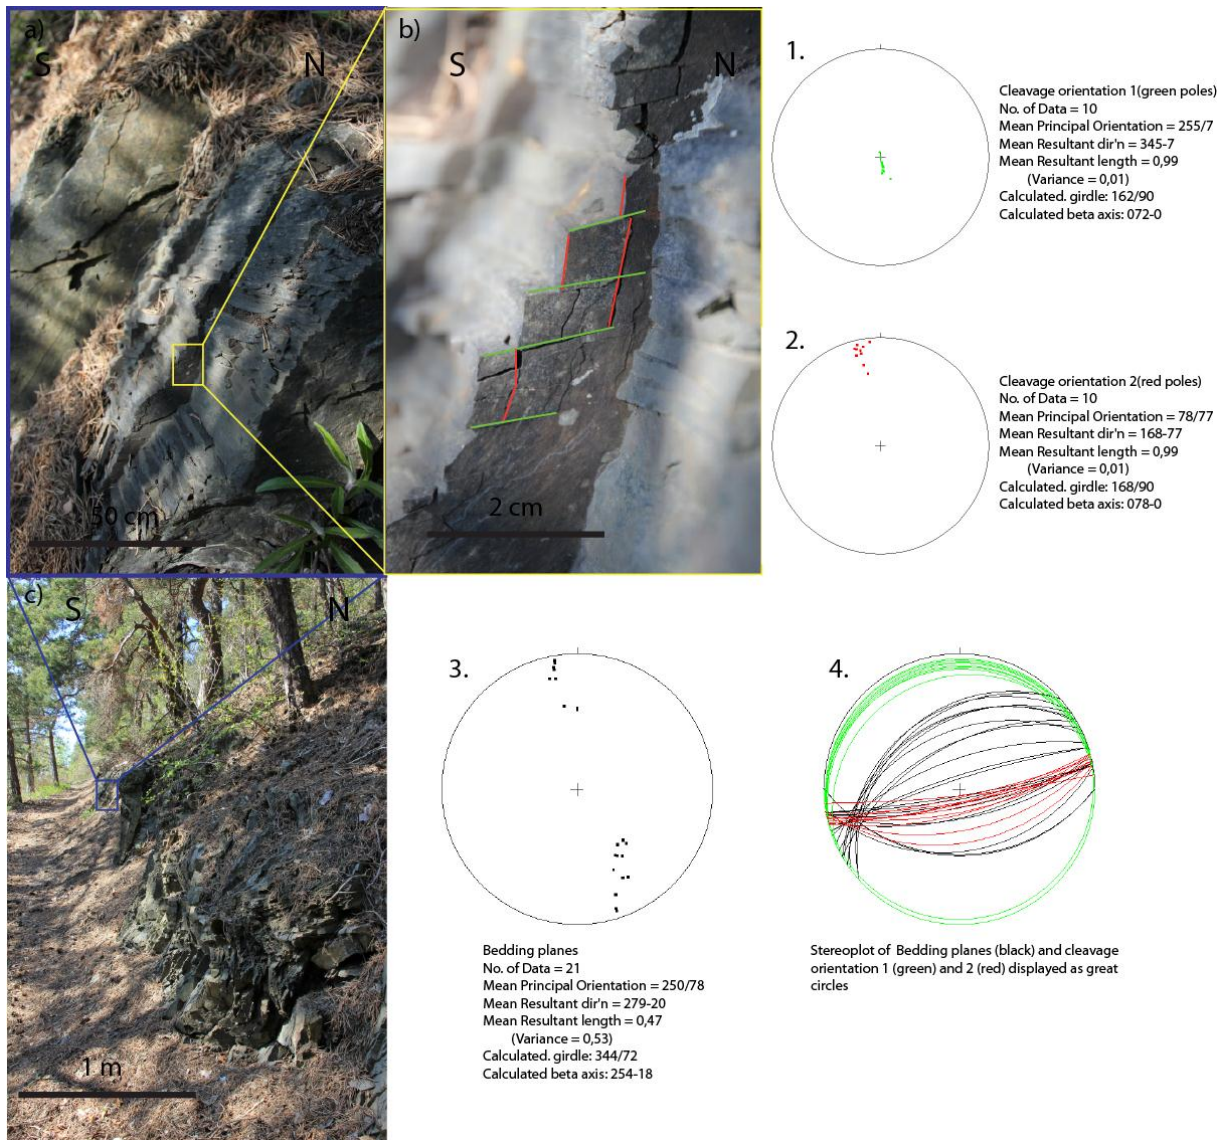 a)
S
N
50 cm
b)
S
N
2 cm
1.
Cleavage orientation 1(green poles)
No. of Data = 10
Mean Principal Orientation = 255/7
Mean Resultant dir'n = 345-7
Mean Resultant length = 0,99
(Variance = 0,01)
Calculated. girdle: 162/90
Calculated beta axis: 072-0
2.
Cleavage orientation 2(red poles)
No. of Data = 10
Mean Principal Orientation = 78/77
Mean Resultant dir'n = 168-77
Mean Resultant length = 0,99
(Variance = 0,01)
Calculated. girdle: 168/90
Calculated beta axis: 078-0
c)
S
N
1 m
3.
Bedding planes
No. of Data = 21
Mean Principal Orientation = 250/78
Mean Resultant dir'n = 279-20
Mean Resultant length = 0,47
(Variance = 0,53)
Calculated. girdle: 344/72
Calculated beta axis: 254-18
4.
Stereoplot of Bedding planes (black) and cleavage
orientation 1 (green) and 2 (red) displayed as great
circles